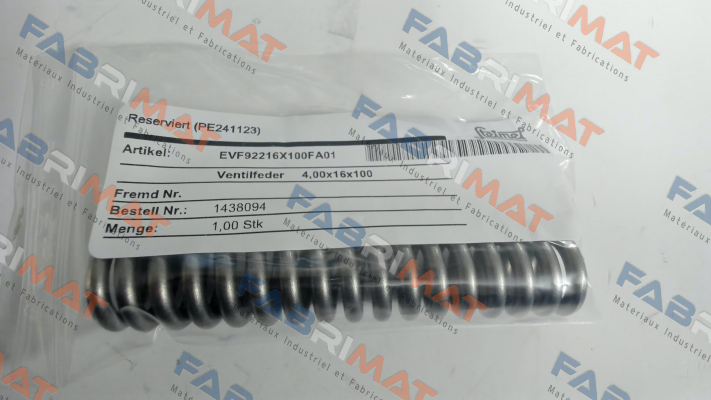 Reserviert (PE241123)
Artikel: EVF92216X100FA01
Ventilfeder 4,00x16x100
Fremd Nr.
Bestell Nr.: 1438094
Menge: 1,00 Stk
FABRIMAT
Matériaux Industriel et Fabrications